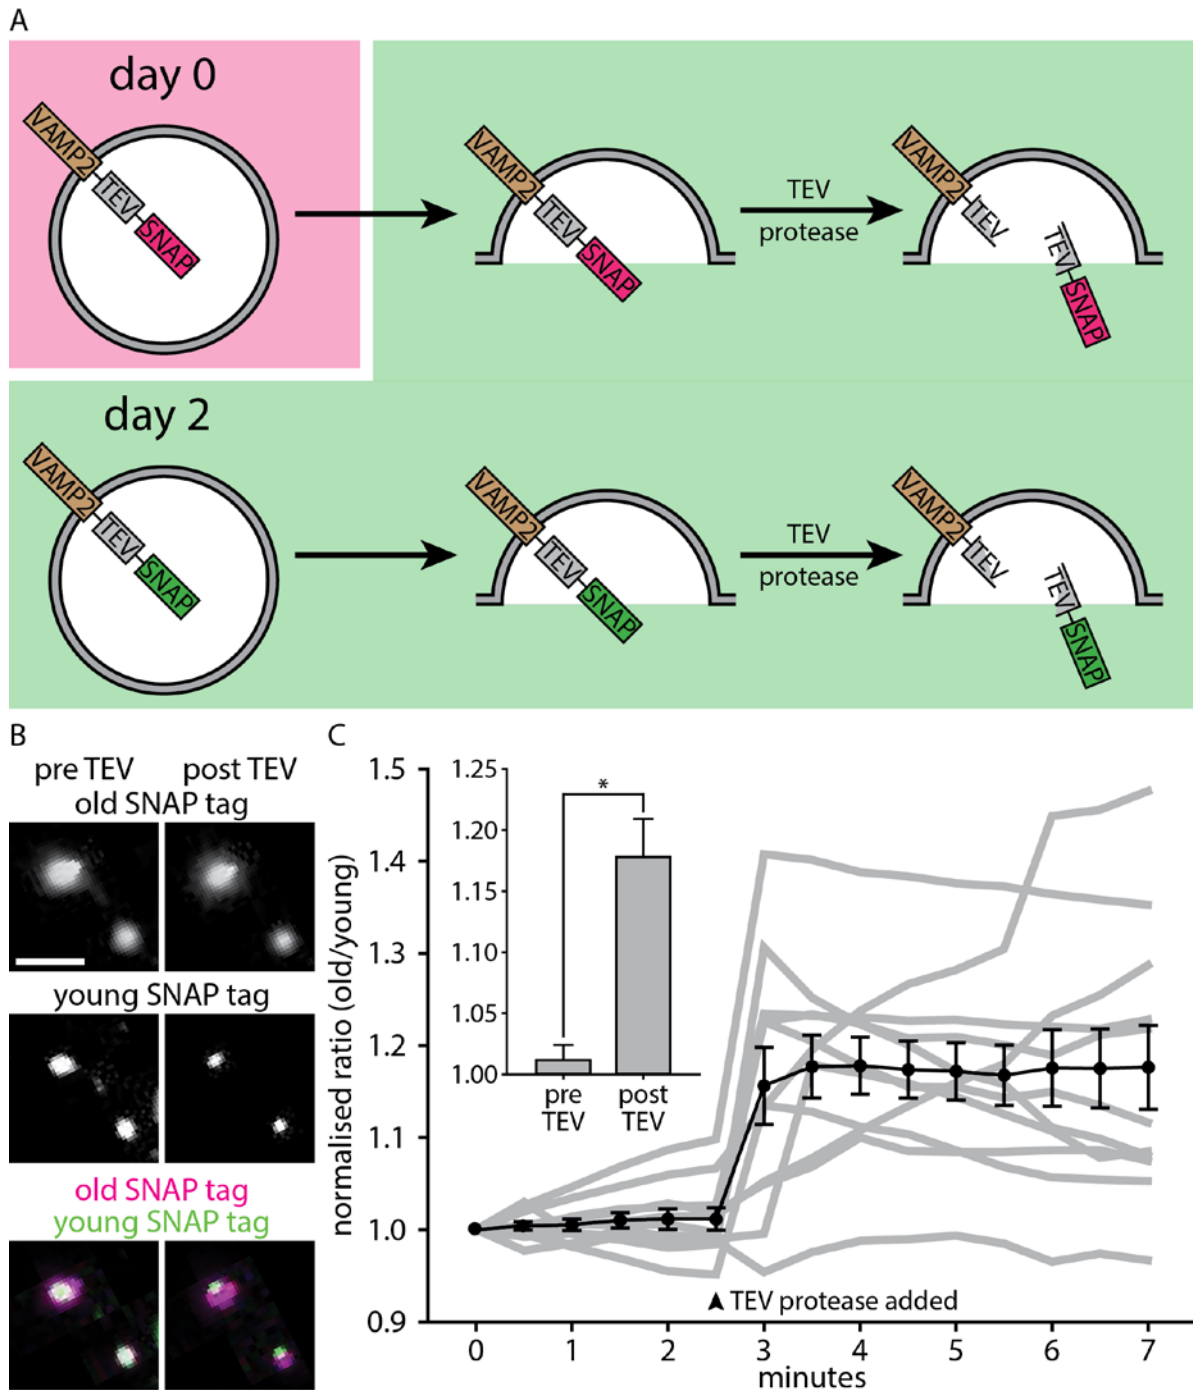 A
day 0
VAMP2
TEV
SNAP
VAMP2
TEV
SNAP
TEV
protease
VAMP2
TEV
TEV
SNAP
day 2
VAMP2
TEV
SNAP
VAMP2
TEV
SNAP
TEV
protease
VAMP2
TEV
TEV
SNAP
B
pre TEV
post TEV
old SNAP tag
young SNAP tag
old SNAP tag
young SNAP tag
C
normalised ratio (old/young)
1.5
1.4
1.3
1.2
1.1
1.0
0.9
1.25
1.20
1.15
1.10
1.05
1.00
*
pre
TEV
post
TEV
TEV protease added
0 1 2 3 4 5 6 7
minutes